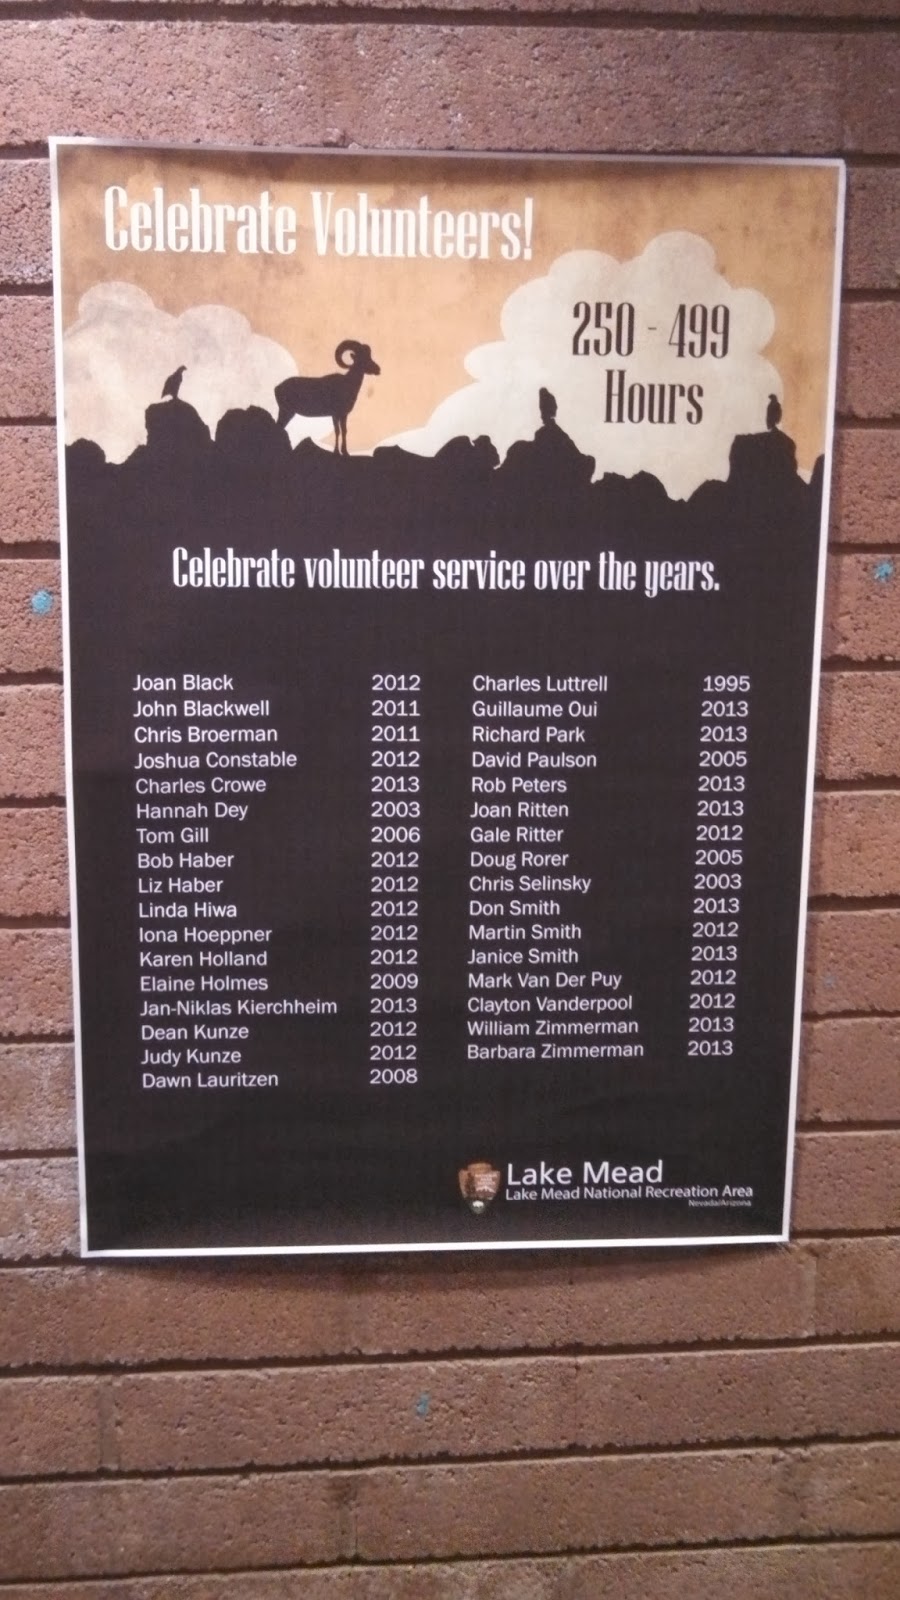 Celebrate Volunteers!
250 - 499
Hours
Celebrate volunteer service over the years.
Joan Black 2012
John Blackwell 2011
Chris Broerman 2011
Joshua Constable 2012
Charles Crowe 2013
Hannah Dey 2003
Tom Gill 2006
Bob Haber 2012
Liz Haber 2012
Linda Hiwa 2012
Iona Hoeppner 2012
Karen Holland 2012
Elaine Holmes 2009
Jan-Niklas Kierchheim 2013
Dean Kunze 2012
Judy Kunze 2012
Dawn Lauritzen 2008
Charles Luttrell 1995
Guillaume Oui 2013
Richard Park 2013
David Paulson 2005
Rob Peters 2013
Joan Ritten 2013
Gale Ritter 2012
Doug Rorer 2005
Chris Selinsky 2003
Don Smith 2013
Martin Smith 2012
Janice Smith 2013
Mark Van Der Puy 2012
Clayton Vanderpool 2012
William Zimmerman 2013
Barbara Zimmerman 2013
Lake Mead
Lake Mead National Recreation Area
Nevada/Arizona